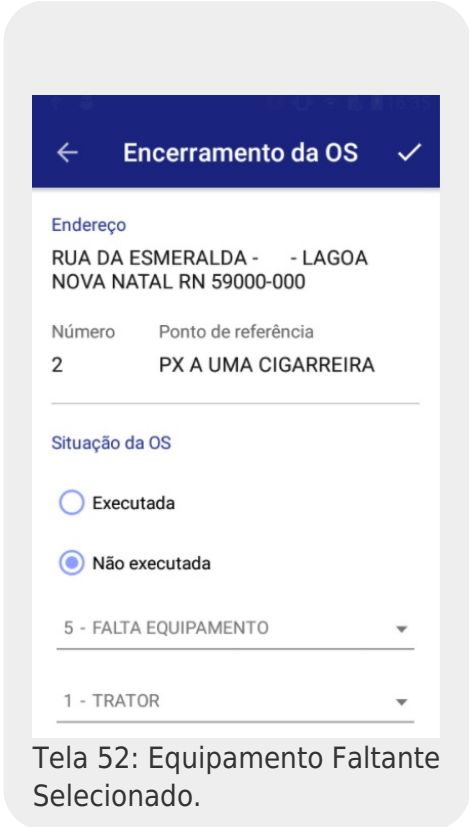 Encerramento da OS
Endereço
RUA DA ESMERALDA - - LAGOA
NOVA NATAL RN 59000-000
Número Ponto de referência
2 PX A UMA CIGARREIRA
Situação da OS
Executada
Não executada
5 - FALTA EQUIPAMENTO
1 - TRATOR
Tela 52: Equipamento Faltante
Selecionado.